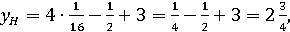 y_H = 4 · 1/16 − 1/2 + 3 = 1/4 − 1/2 + 3 = 2 3/4,